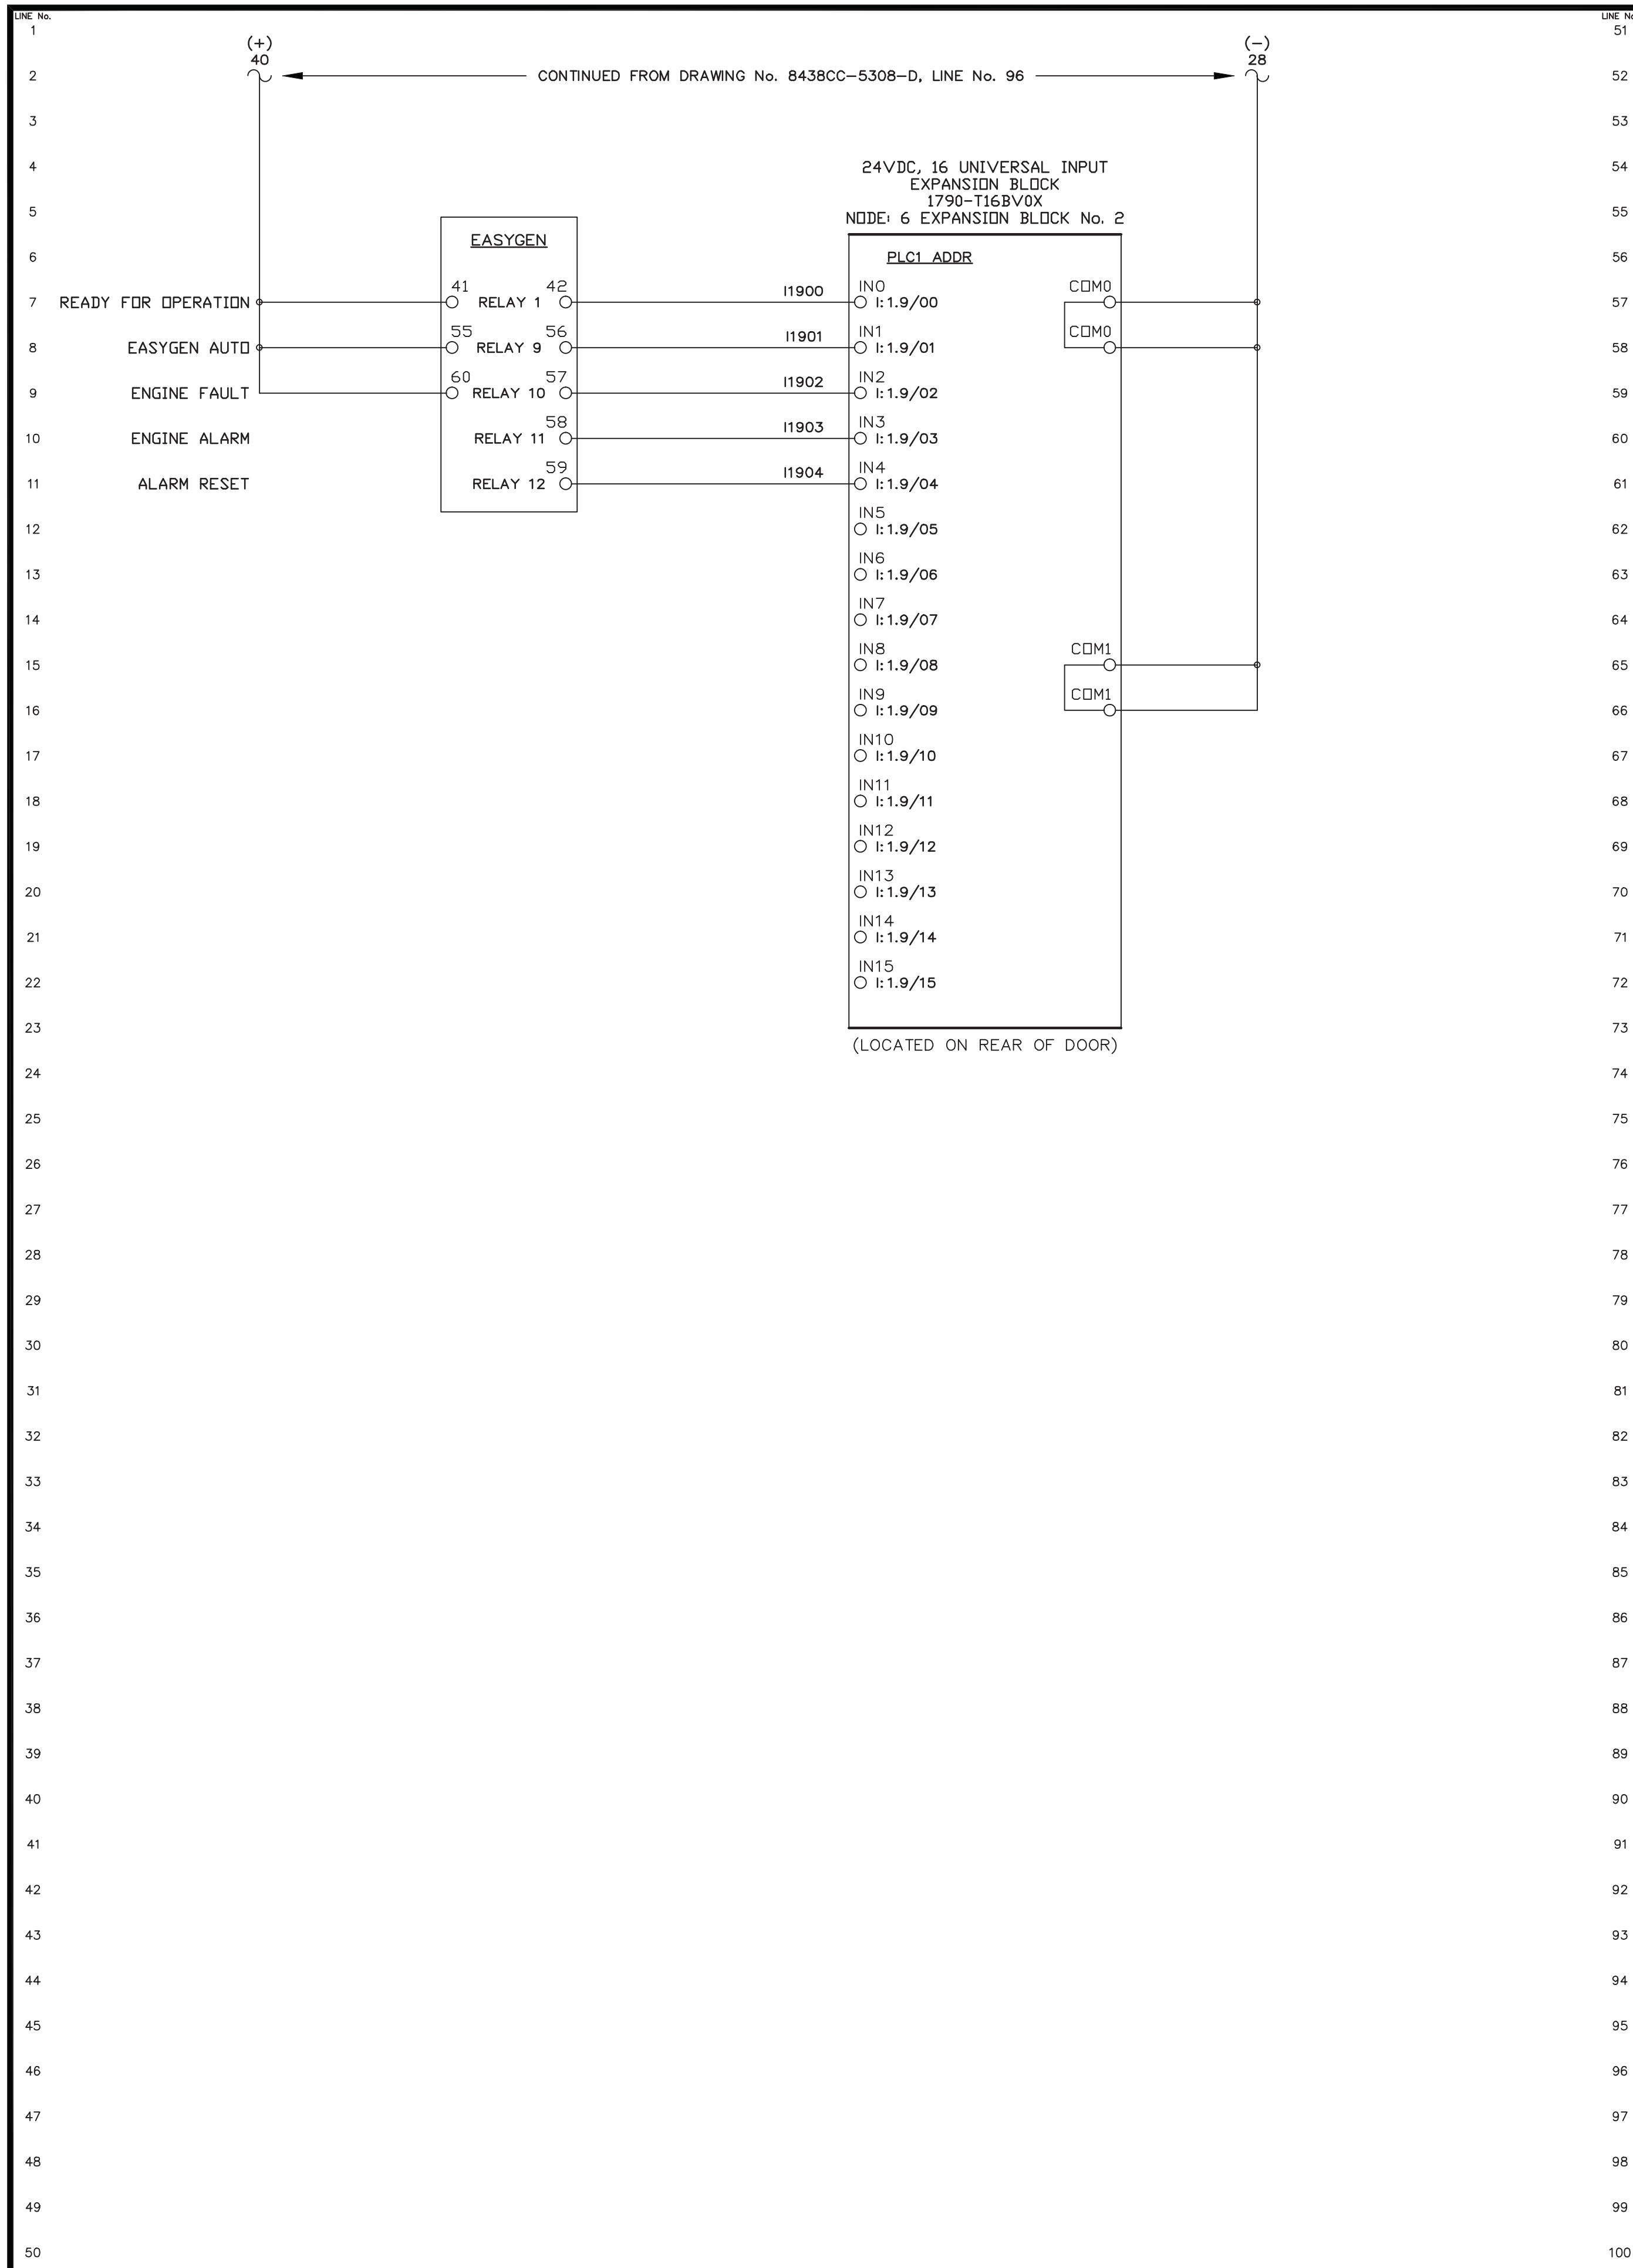 LINE No.
LINE No
1
51
(+)
(-)
40
28
2
CONTINUED FROM DRAWING No. 8438CC-5308-D, LINE No. 96
52
3
53
4
24VDC, 16 UNIVERSAL INPUT
54
EXPANSION BLOCK
1790-T16BV0X
5
NODE: 6 EXPANSION BLOCK No. 2
55
EASYGEN
6
PLC1 ADDR
56
41
42
I1900
IN0
COM0
7
READY FOR OPERATION
RELAY 1
I:1.9/00
57
55
56
I1901
IN1
COM0
8
EASYGEN AUTO
RELAY 9
I:1.9/01
58
60
57
I1902
IN2
9
ENGINE FAULT
RELAY 10
I:1.9/02
59
58
I1903
IN3
10
ENGINE ALARM
RELAY 11
I:1.9/03
60
59
I1904
IN4
11
ALARM RESET
RELAY 12
I:1.9/04
61
IN5
12
I:1.9/05
62
IN6
13
I:1.9/06
63
IN7
14
I:1.9/07
64
IN8
COM1
15
I:1.9/08
65
IN9
COM1
16
I:1.9/09
66
IN10
17
I:1.9/10
67
IN11
18
I:1.9/11
68
IN12
19
I:1.9/12
69
IN13
20
I:1.9/13
70
IN14
21
I:1.9/14
71
IN15
22
I:1.9/15
72
23
73
(LOCATED ON REAR OF DOOR)
24
74
25
75
26
76
27
77
28
78
29
79
30
80
31
81
32
82
33
83
34
84
35
85
36
86
37
87
38
88
39
89
40
90
41
91
42
92
43
93
44
94
45
95
46
96
47
97
48
98
49
99
50
100